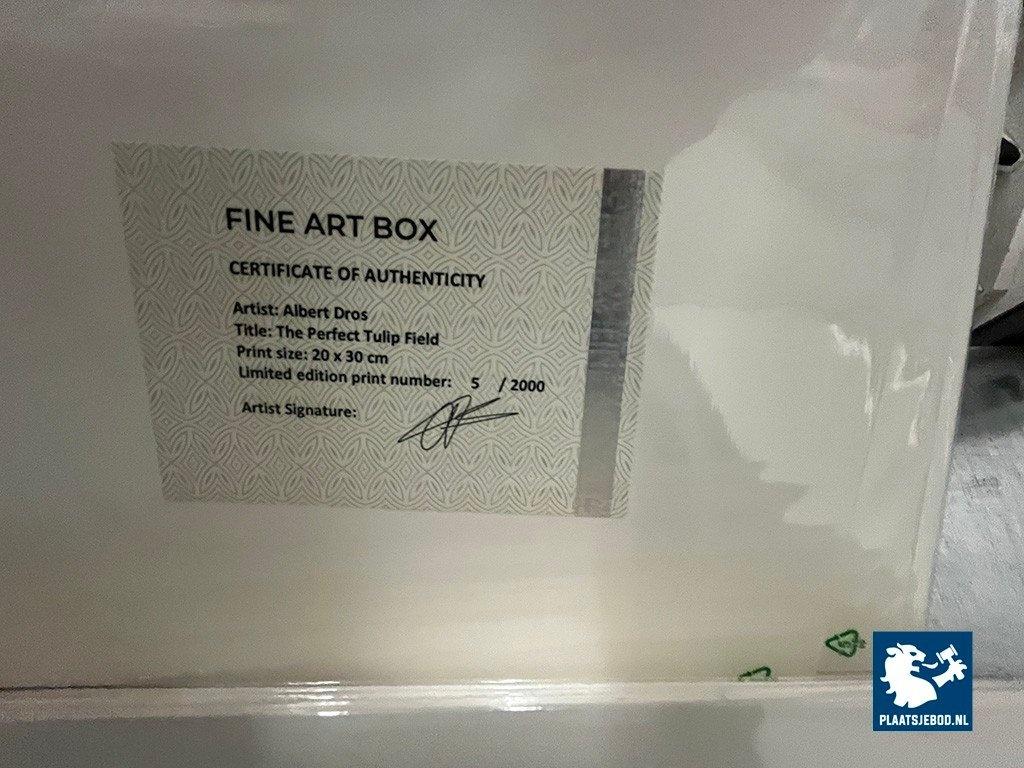 FINE ART BOX
CERTIFICATE OF AUTHENTICITY
Artist: Albert Dros
Title: The Perfect Tulip Field
Print size: 20 x 30 cm
Limited edition print number: 5 / 2000
Artist Signature:
PLAATSJEBOD.NL